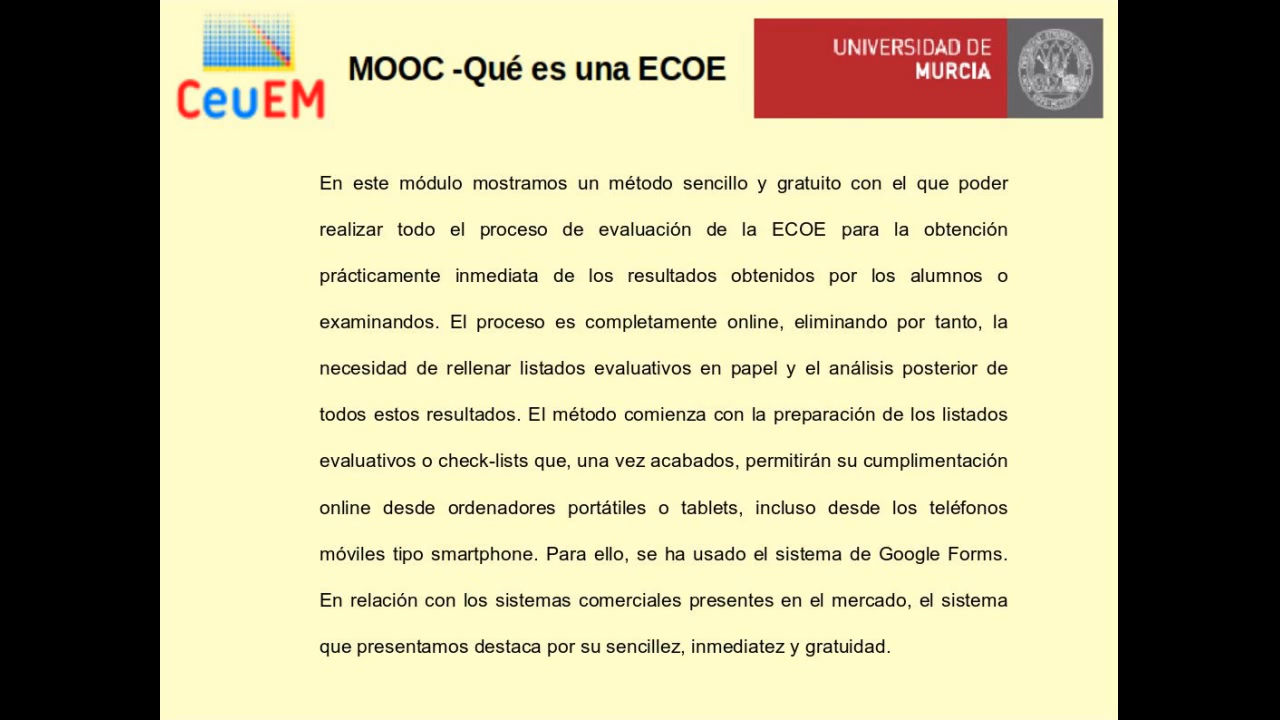 CeuEM
MOOC -Qué es una ECOE
UNIVERSIDAD DE
MURCIA
En este módulo mostramos un método sencillo y gratuito con el que poder
realizar todo el proceso de evaluación de la ECOE para la obtención
prácticamente inmediata de los resultados obtenidos por los alumnos o
examinandos. El proceso es completamente online, eliminando por tanto, la
necesidad de rellenar listados evaluativos en papel y el análisis posterior de
todos estos resultados. El método comienza con la preparación de los listados
evaluativos o check-lists que, una vez acabados, permitirán su cumplimentación
online desde ordenadores portátiles o tablets, incluso desde los teléfonos
móviles tipo smartphone. Para ello, se ha usado el sistema de Google Forms.
En relación con los sistemas comerciales presentes en el mercado, el sistema
que presentamos destaca por su sencillez, inmediatez y gratuidad.